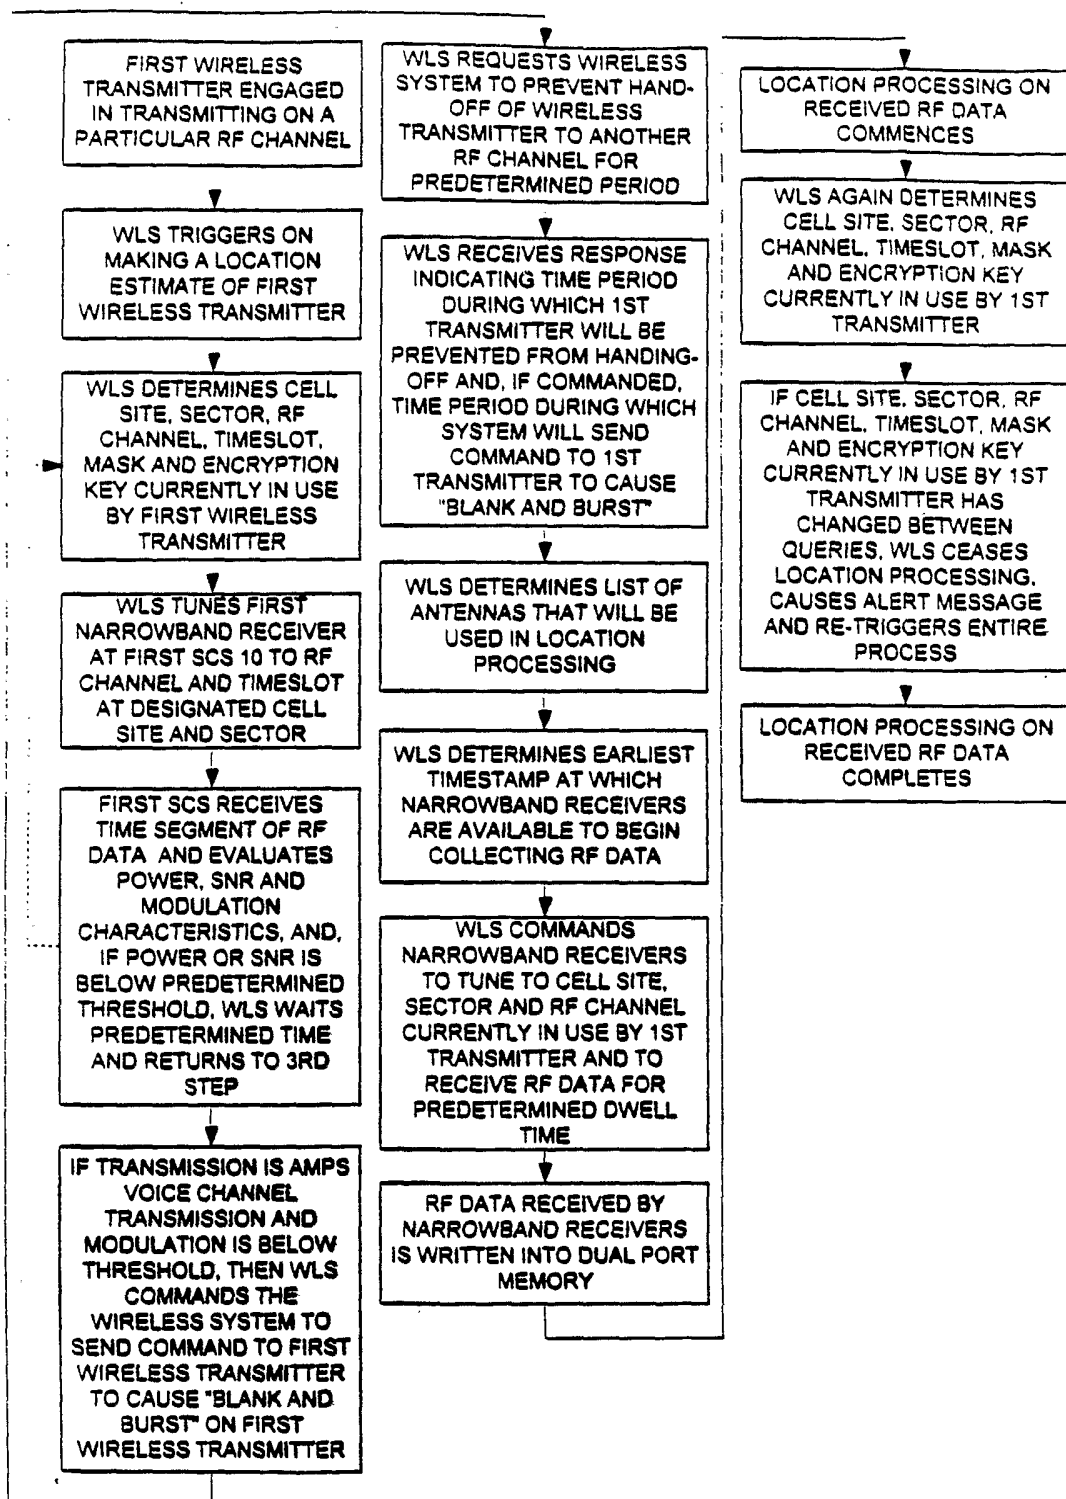 FIRST WIRELESS
TRANSMITTER ENGAGED
IN TRANSMITTING ON A
PARTICULAR RF CHANNEL
WLS TRIGGERS ON
MAKING A LOCATION
ESTIMATE OF FIRST
WIRELESS TRANSMITTER
WLS DETERMINES CELL
SITE, SECTOR, RF
CHANNEL, TIMESLOT,
MASK AND ENCRYPTION
KEY CURRENTLY IN USE
BY FIRST WIRELESS
TRANSMITTER
WLS TUNES FIRST
NARROWBAND RECEIVER
AT FIRST SCS 10 TO RF
CHANNEL AND TIMESLOT
AT DESIGNATED CELL
SITE AND SECTOR
FIRST SCS RECEIVES
TIME SEGMENT OF RF
DATA AND EVALUATES
POWER, SNR AND
MODULATION
CHARACTERISTICS, AND,
IF POWER OR SNR IS
BELOW PREDETERMINED
THRESHOLD, WLS WAITS
PREDETERMINED TIME
AND RETURNS TO 3RD
STEP
IF TRANSMISSION IS AMPS
VOICE CHANNEL
TRANSMISSION AND
MODULATION IS BELOW
THRESHOLD, THEN WLS
COMMANDS THE
WIRELESS SYSTEM TO
SEND COMMAND TO FIRST
WIRELESS TRANSMITTER
TO CAUSE "BLANK AND
BURST" ON FIRST
WIRELESS TRANSMITTER
WLS REQUESTS WIRELESS
SYSTEM TO PREVENT HAND-
OFF OF WIRELESS
TRANSMITTER TO ANOTHER
RF CHANNEL FOR
PREDETERMINED PERIOD
WLS RECEIVES RESPONSE
INDICATING TIME PERIOD
DURING WHICH 1ST
TRANSMITTER WILL BE
PREVENTED FROM HANDING-
OFF AND, IF COMMANDED,
TIME PERIOD DURING WHICH
SYSTEM WILL SEND
COMMAND TO 1ST
TRANSMITTER TO CAUSE
"BLANK AND BURST"
WLS DETERMINES LIST OF
ANTENNAS THAT WILL BE
USED IN LOCATION
PROCESSING
WLS DETERMINES EARLIEST
TIMESTAMP AT WHICH
NARROWBAND RECEIVERS
ARE AVAILABLE TO BEGIN
COLLECTING RF DATA
WLS COMMANDS
NARROWBAND RECEIVERS
TO TUNE TO CELL SITE,
SECTOR AND RF CHANNEL
CURRENTLY IN USE BY 1ST
TRANSMITTER AND TO
RECEIVE RF DATA FOR
PREDETERMINED DWELL
TIME
RF DATA RECEIVED BY
NARROWBAND RECEIVERS
IS WRITTEN INTO DUAL PORT
MEMORY
LOCATION PROCESSING ON
RECEIVED RF DATA
COMMENCES
WLS AGAIN DETERMINES
CELL SITE, SECTOR, RF
CHANNEL, TIMESLOT, MASK
AND ENCRYPTION KEY
CURRENTLY IN USE BY 1ST
TRANSMITTER
IF CELL SITE, SECTOR, RF
CHANNEL, TIMESLOT, MASK
AND ENCRYPTION KEY
CURRENTLY IN USE BY 1ST
TRANSMITTER HAS
CHANGED BETWEEN
QUERIES, WLS CEASES
LOCATION PROCESSING,
CAUSES ALERT MESSAGE
AND RE-TRIGGERS ENTIRE
PROCESS
LOCATION PROCESSING ON
RECEIVED RF DATA
COMPLETES